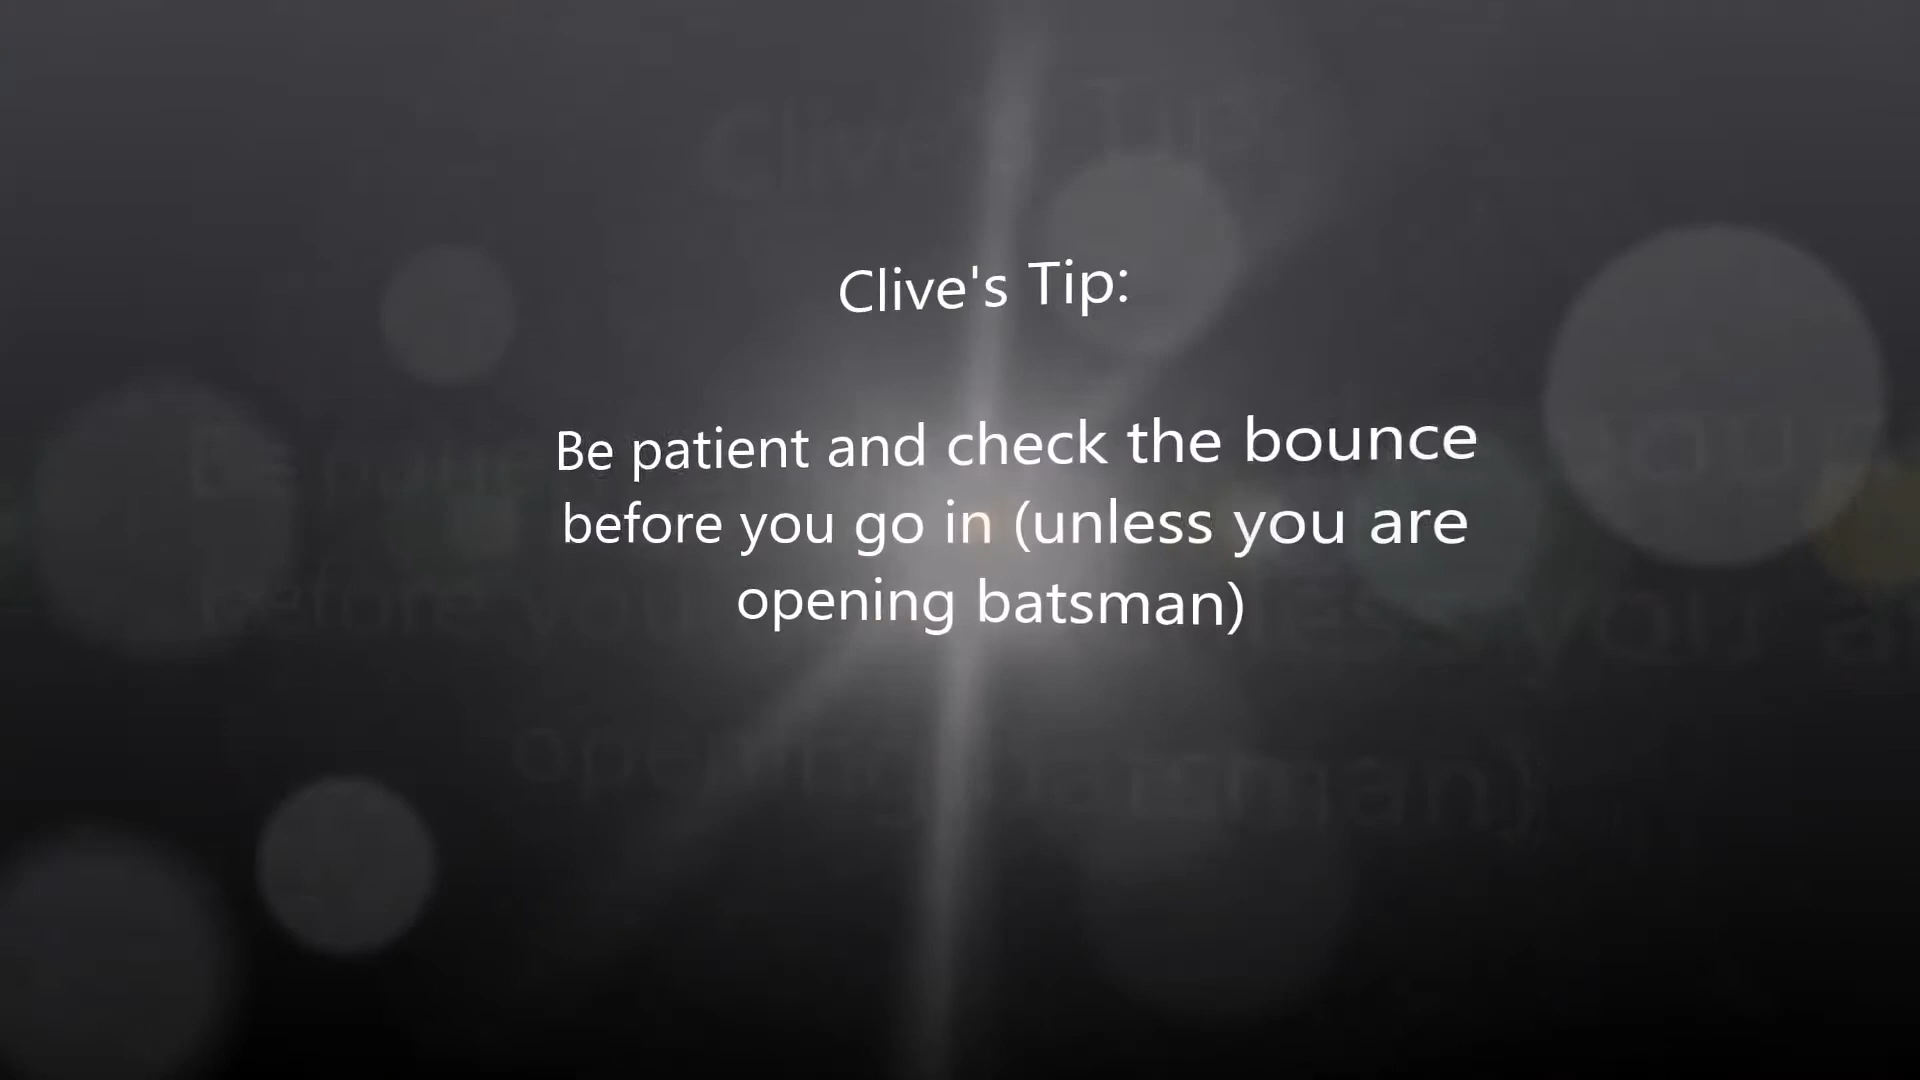 Clive's Tip:
Be patient and check the bounce
before you go in (unless you are
opening batsman)